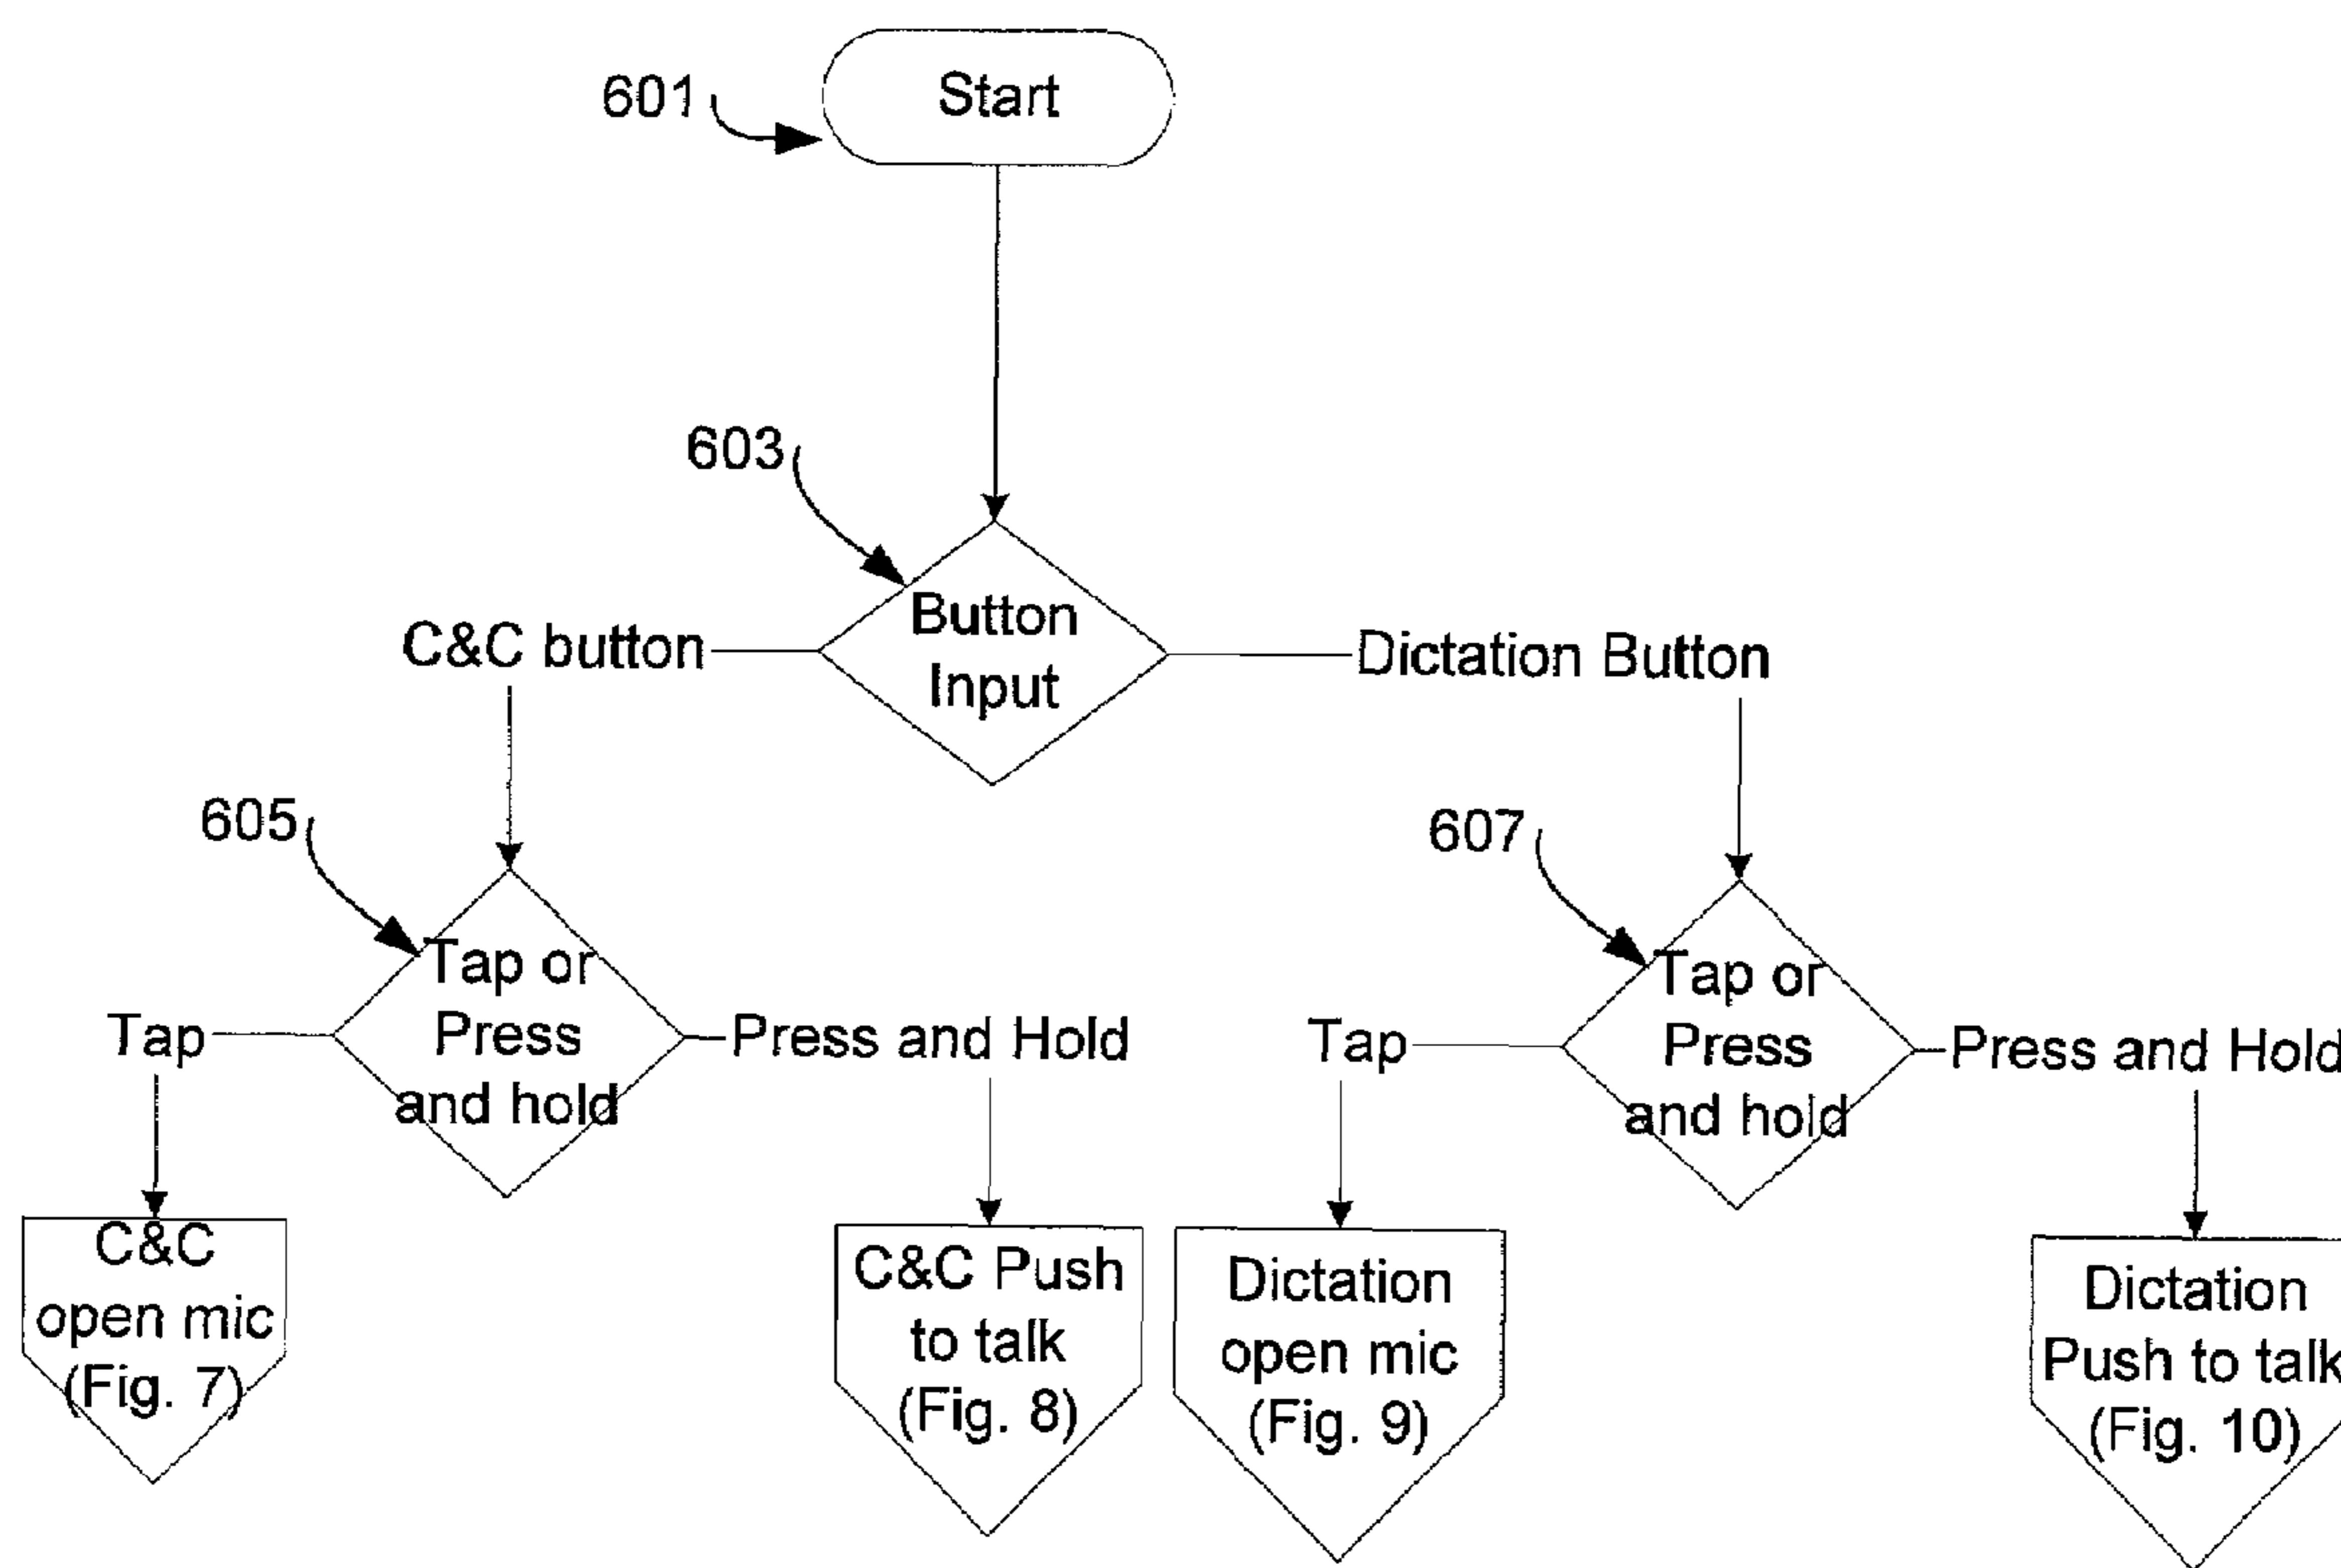 601
Start
603
Button
Input
C&C button
Dictation Button
605
607
Tap or
Press
and hold
Tap
Press and Hold
Tap or
Press
and hold
Tap
Press and Hold
C&C
open mic
(Fig. 7)
C&C Push
to talk
(Fig. 8)
Dictation
open mic
(Fig. 9)
Dictation
Push to talk
(Fig. 10)